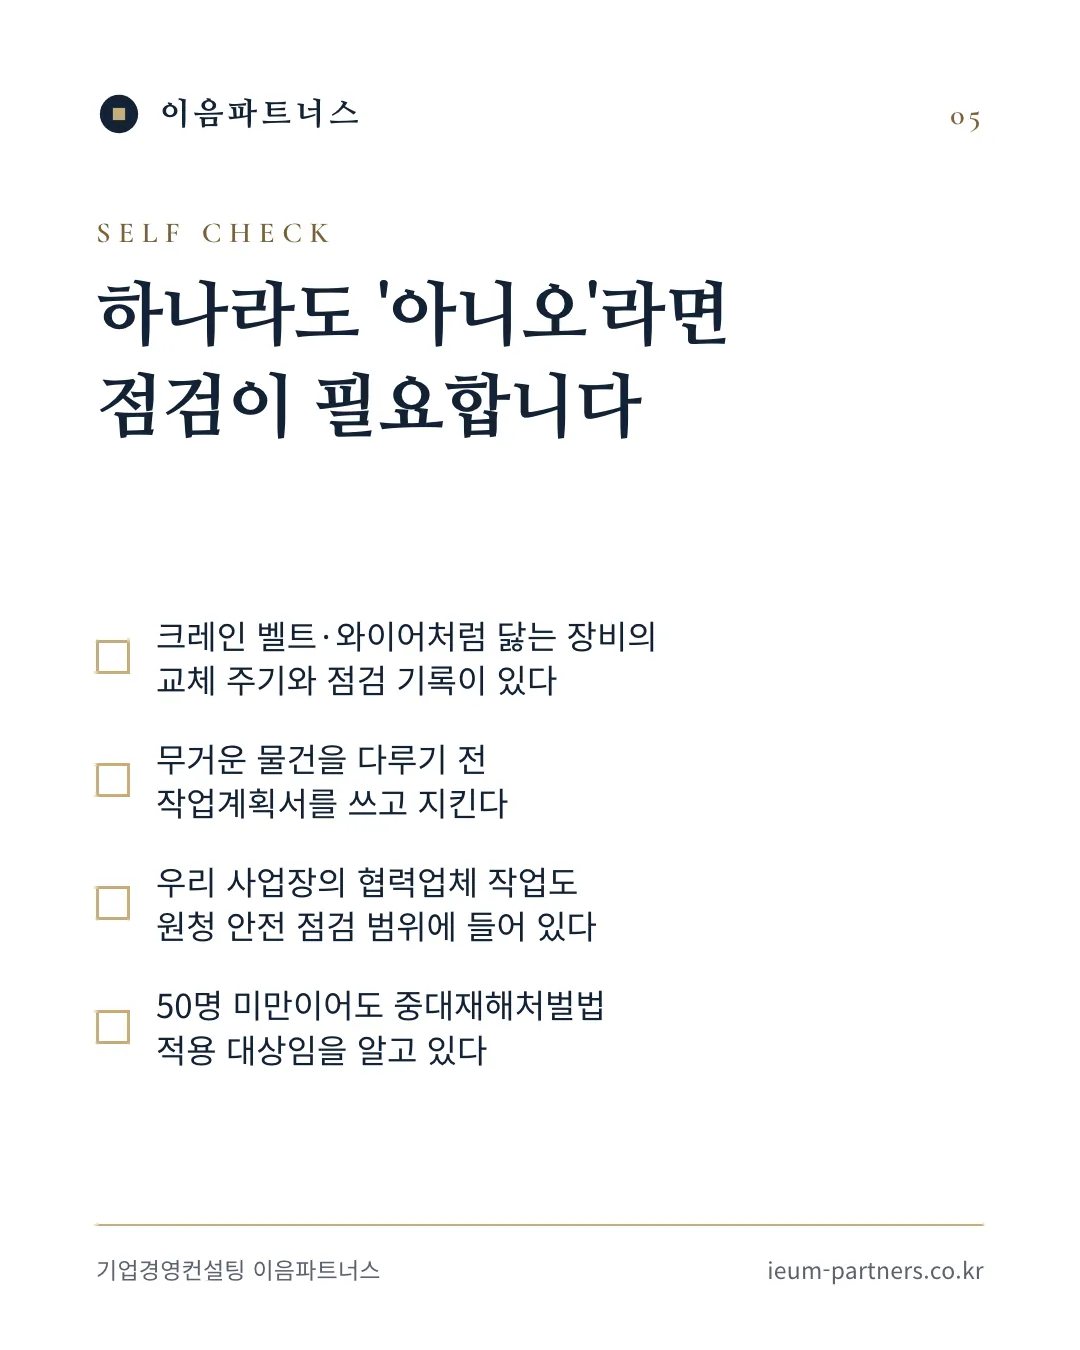 이음파트너스
05
SELF CHECK
하나라도 '아니오'라면
점검이 필요합니다
크레인 벨트·와이어처럼 닳는 장비의
교체 주기와 점검 기록이 있다
무거운 물건을 다루기 전
작업계획서를 쓰고 지킨다
우리 사업장의 협력업체 작업도
원청 안전 점검 범위에 들어 있다
50명 미만이어도 중대재해처벌법
적용 대상임을 알고 있다
기업경영컨설팅 이음파트너스
ieum-partners.co.kr